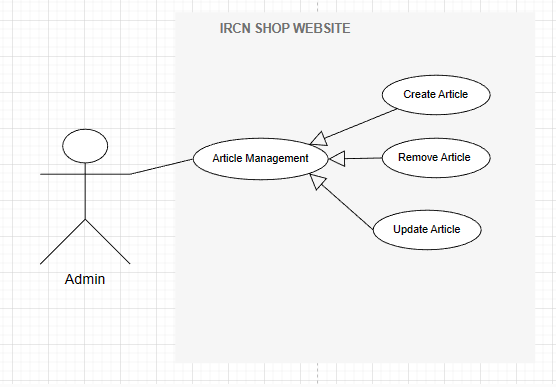 IRCN SHOP WEBSITE
Create Article
Article Management
Remove Article
Update Article
Admin